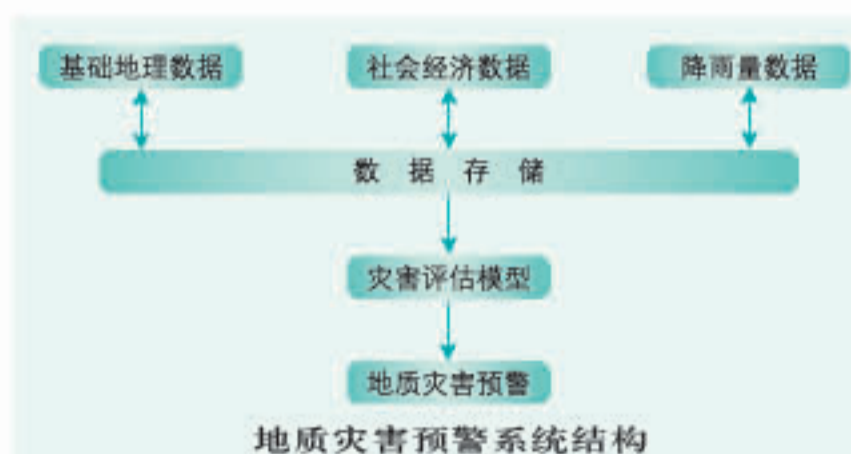 基础地理数据 社会经济数据 降雨量数据
数据存储
灾害评估模型
地质灾害预警
地质灾害预警系统结构